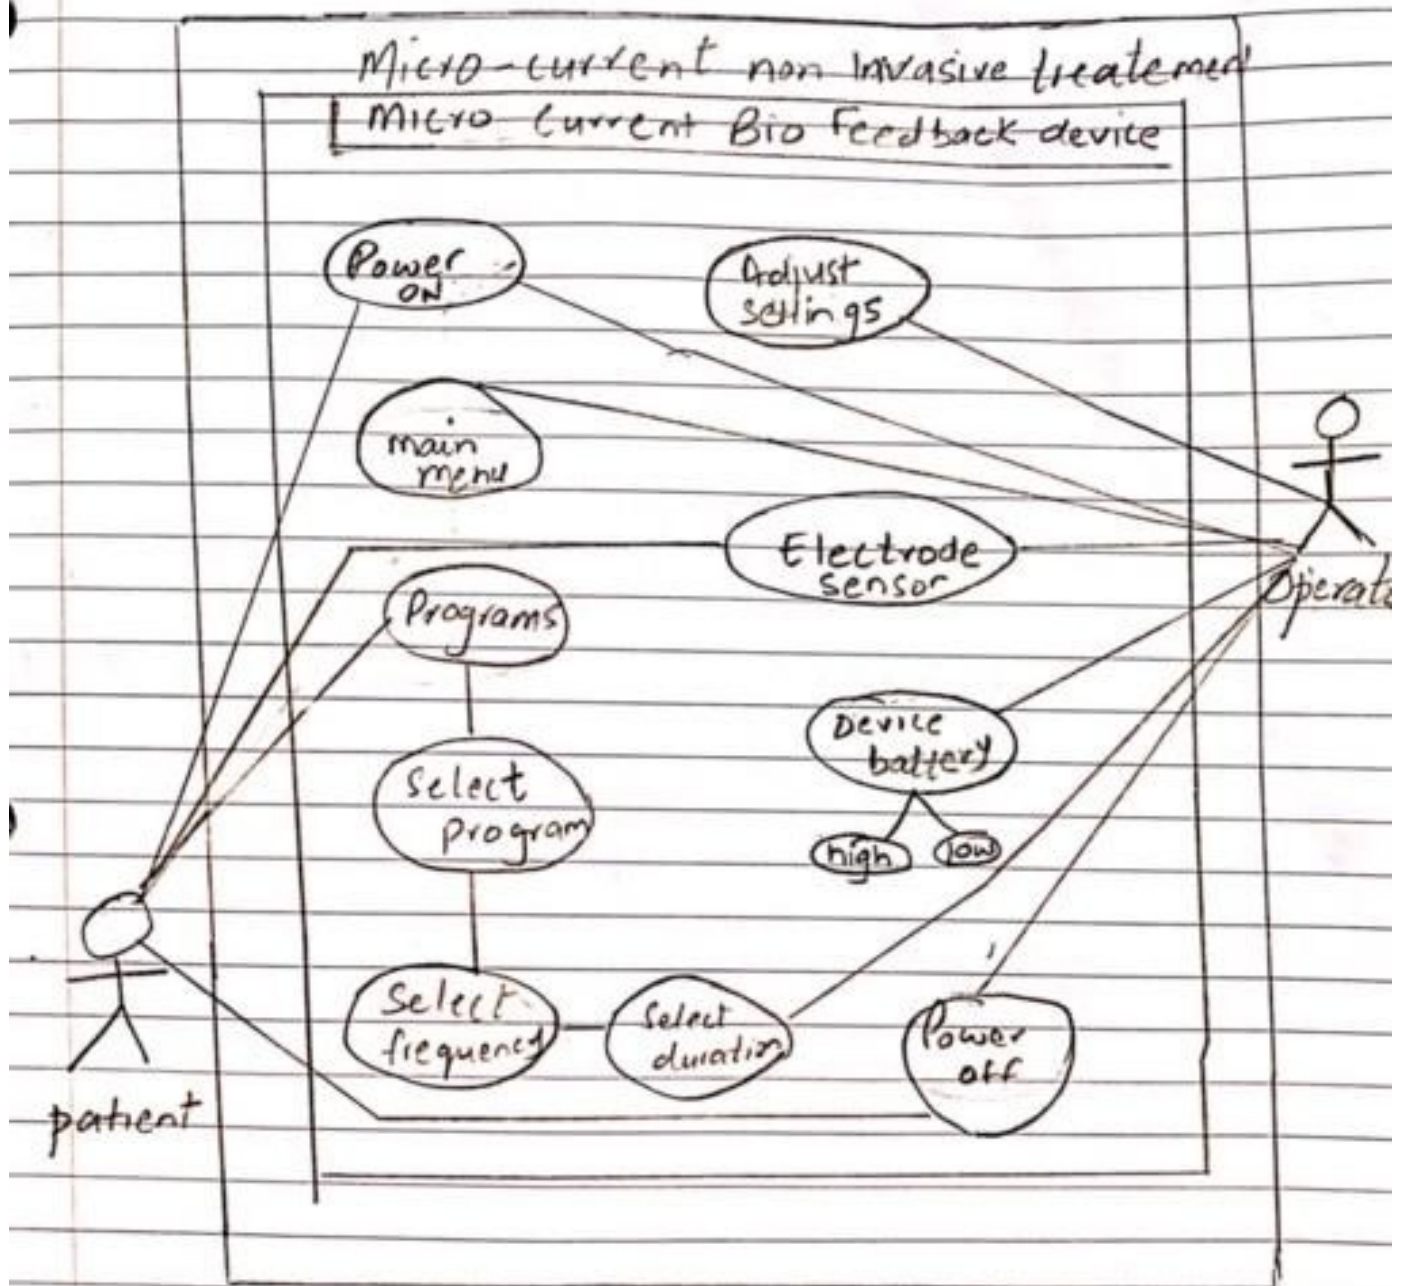 Micro-current non Invasive treatement
Micro Current Bio Feedback device
Power
ON
Adjust
settings
main
menu
Electrode
sensor
Programs
Device
battery
Select
program
high
low
Select
frequency
Select
duration
Power
off
patient
Operato